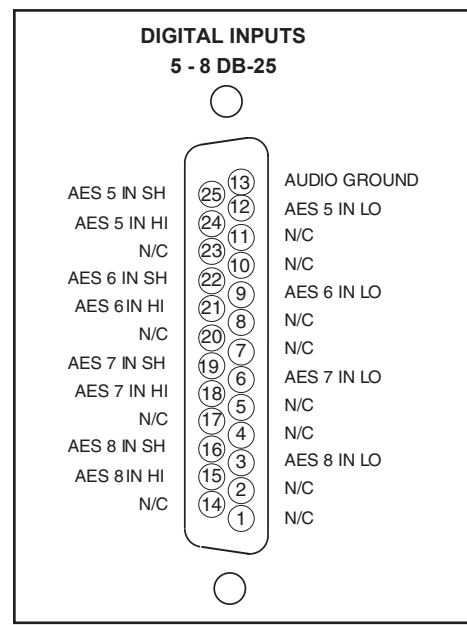 DIGITAL INPUTS
5 - 8 DB-25
13 AUDIO GROUND
AES 5 IN SH 25
12 AES 5 IN LO
AES 5 IN HI 24
11 N/C
N/C 23
10 N/C
AES 6 IN SH 22
9 AES 6 IN LO
AES 6IN HI 21
8 N/C
N/C 20
7 N/C
AES 7 IN SH 19
6 AES 7 IN LO
AES 7 IN HI 18
5 N/C
N/C 17
4 N/C
AES 8 IN SH 16
3 AES 8 IN LO
AES 8IN HI 15
2 N/C
N/C 14
1 N/C